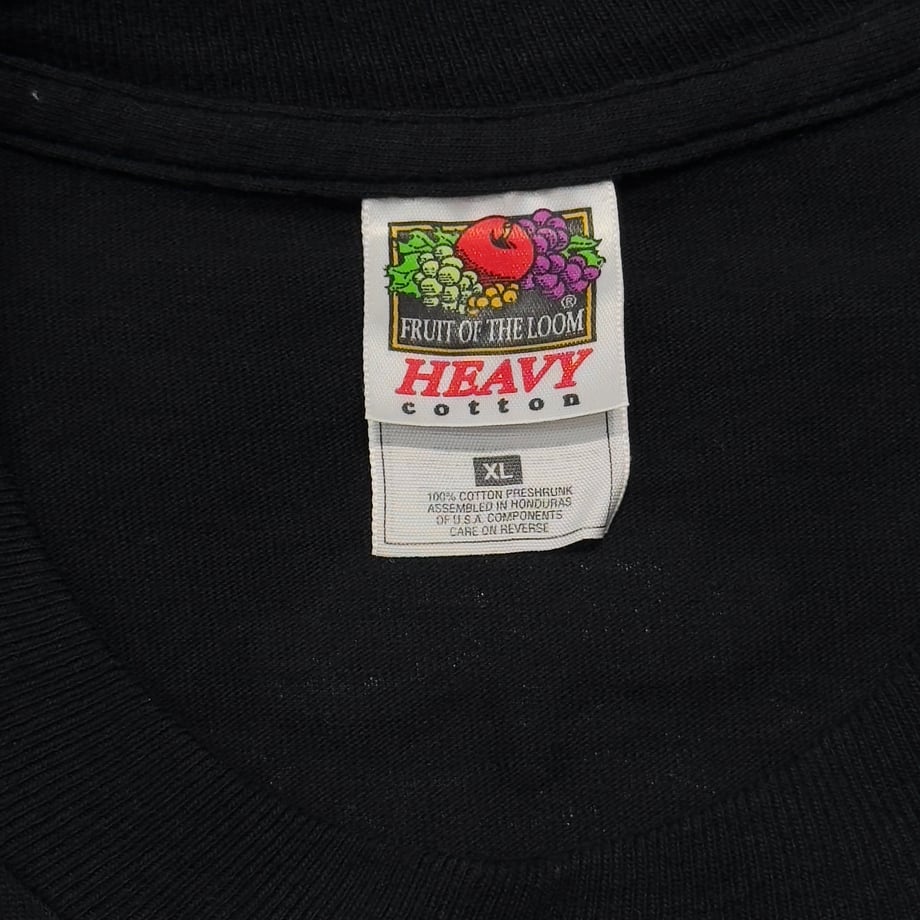 ®
FRUIT OF THE LOOM
HEAVY
cotton
XL
100% COTTON PRESHRUNK
ASSEMBLED IN HONDURAS
OF U.S.A. COMPONENTS
CARE ON REVERSE